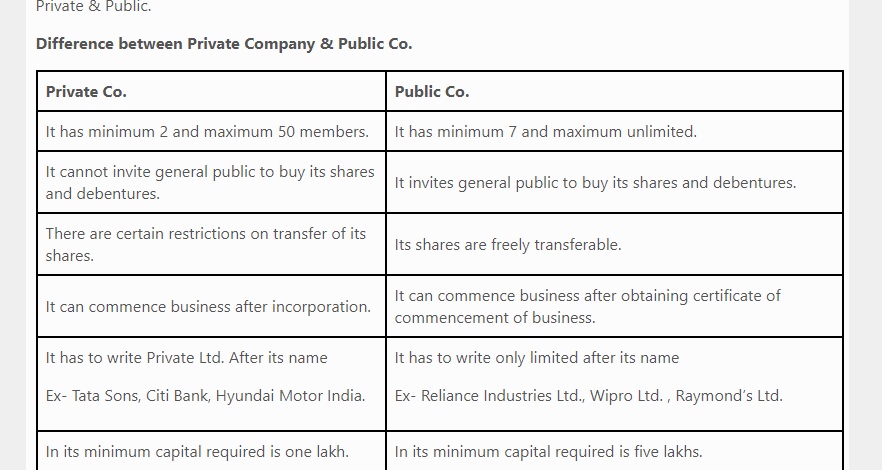 Private & Public.
Difference between Private Company & Public Co.
Private Co.
Public Co.
It has minimum 2 and maximum 50 members.
It has minimum 7 and maximum unlimited.
It cannot invite general public to buy its shares
and debentures.
It invites general public to buy its shares and debentures.
There are certain restrictions on transfer of its
shares.
Its shares are freely transferable.
It can commence business after incorporation.
It can commence business after obtaining certificate of
commencement of business.
It has to write Private Ltd. After its name
Ex- Tata Sons, Citi Bank, Hyundai Motor India.
It has to write only limited after its name
Ex- Reliance Industries Ltd., Wipro Ltd. , Raymond’s Ltd.
In its minimum capital required is one lakh.
In its minimum capital required is five lakhs.